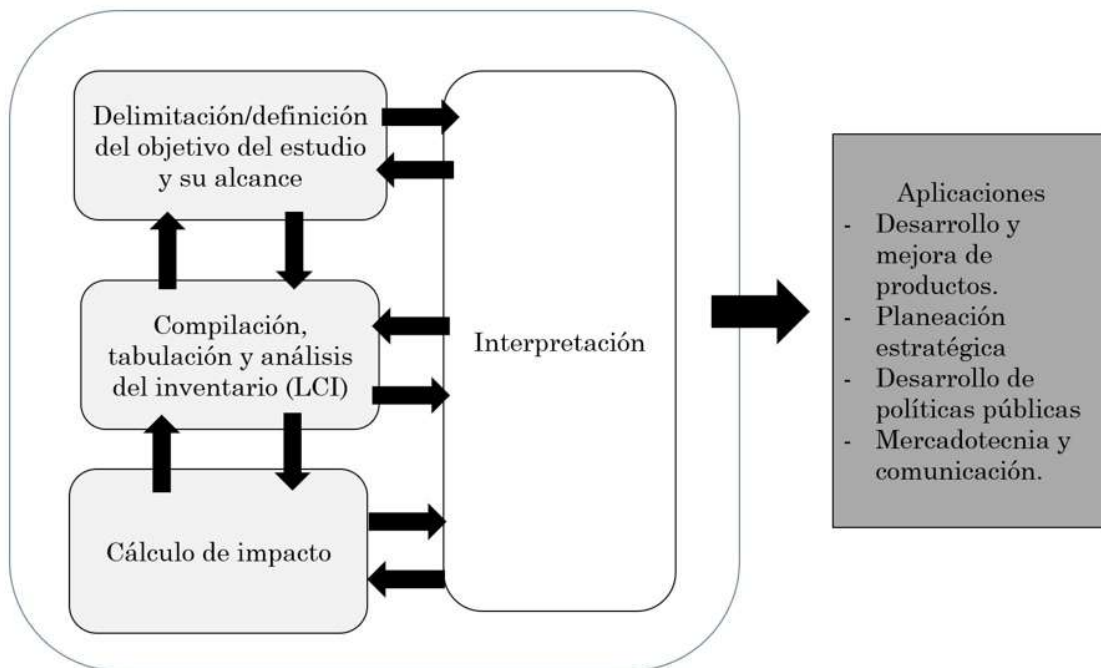 Delimitación/definición
del objetivo del estudio
y su alcance
Compilación,
tabulación y análisis
del inventario (LCI)
Cálculo de impacto
Interpretación
Aplicaciones
- Desarrollo y
mejora de
productos.
- Planeación
estratégica
- Desarrollo de
políticas públicas
- Mercadotecnia y
comunicación.